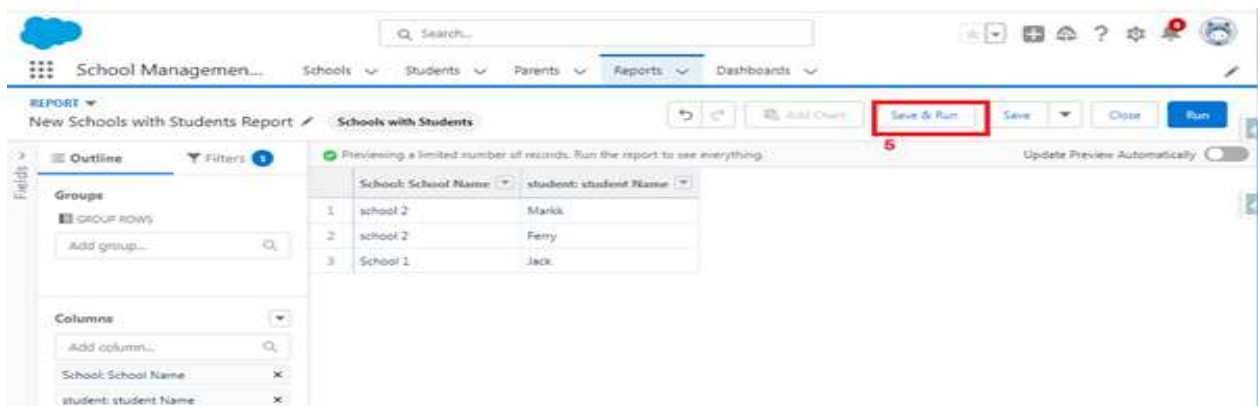 Search...
School Managemen... Schools Students Parents Reports Dashboards
REPORT
New Schools with Students Report Schools with Students Add Chart Save & Run Save Close Run
5
Fields
Outline Filters 1
Previewing a limited number of records. Run the report to see everything. Update Preview Automatically
School: School Name student: student Name
Groups
GROUP ROWS
Add group...
1 school 2 Markk
2 school 2 Ferry
3 School 1 Jack
Columns
Add column...
School: School Name
student: student Name